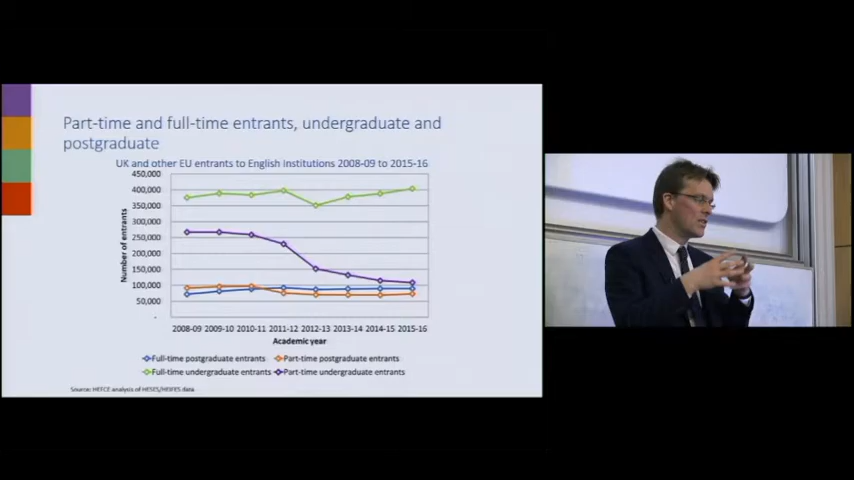 Part-time and full-time entrants, undergraduate and
postgraduate
UK and other EU entrants to English Institutions 2008-09 to 2015-16
450,000
400,000
350,000
300,000
250,000
200,000
150,000
100,000
50,000
-
Number of entrants
2008-09 2009-10 2010-11 2011-12 2012-13 2013-14 2014-15 2015-16
Academic year
Full-time postgraduate entrants Part-time postgraduate entrants
Full-time undergraduate entrants Part-time undergraduate entrants
Source: HEFCE analysis of HESES/HEIFES data